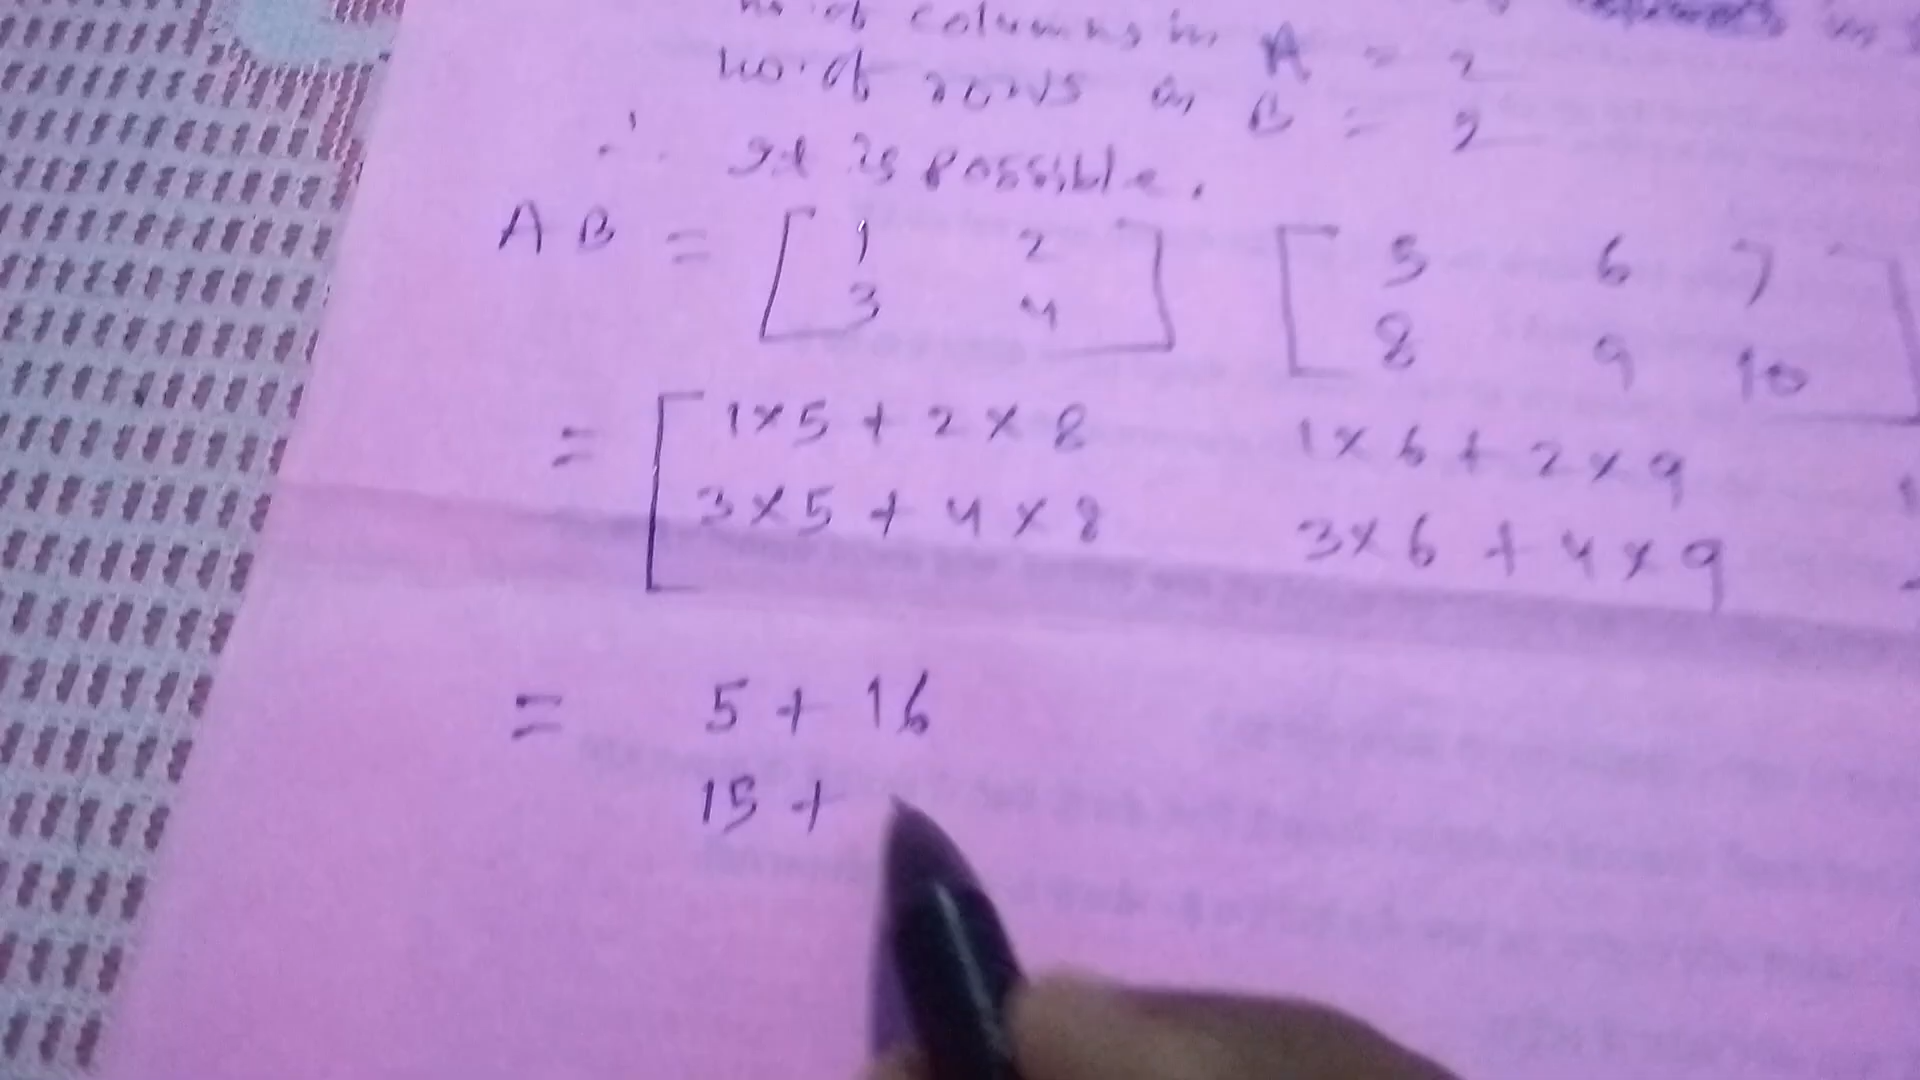 no. of columns in A = 2
no. of rows in B = 2
∴ It is possible.
AB = [ 1 2 ] [ 5 6 7 ]
3 4 8 9 10
= [ 1×5 + 2×8 1×6 + 2×9
3×5 + 4×8 3×6 + 4×9
= 5 + 16
15 +